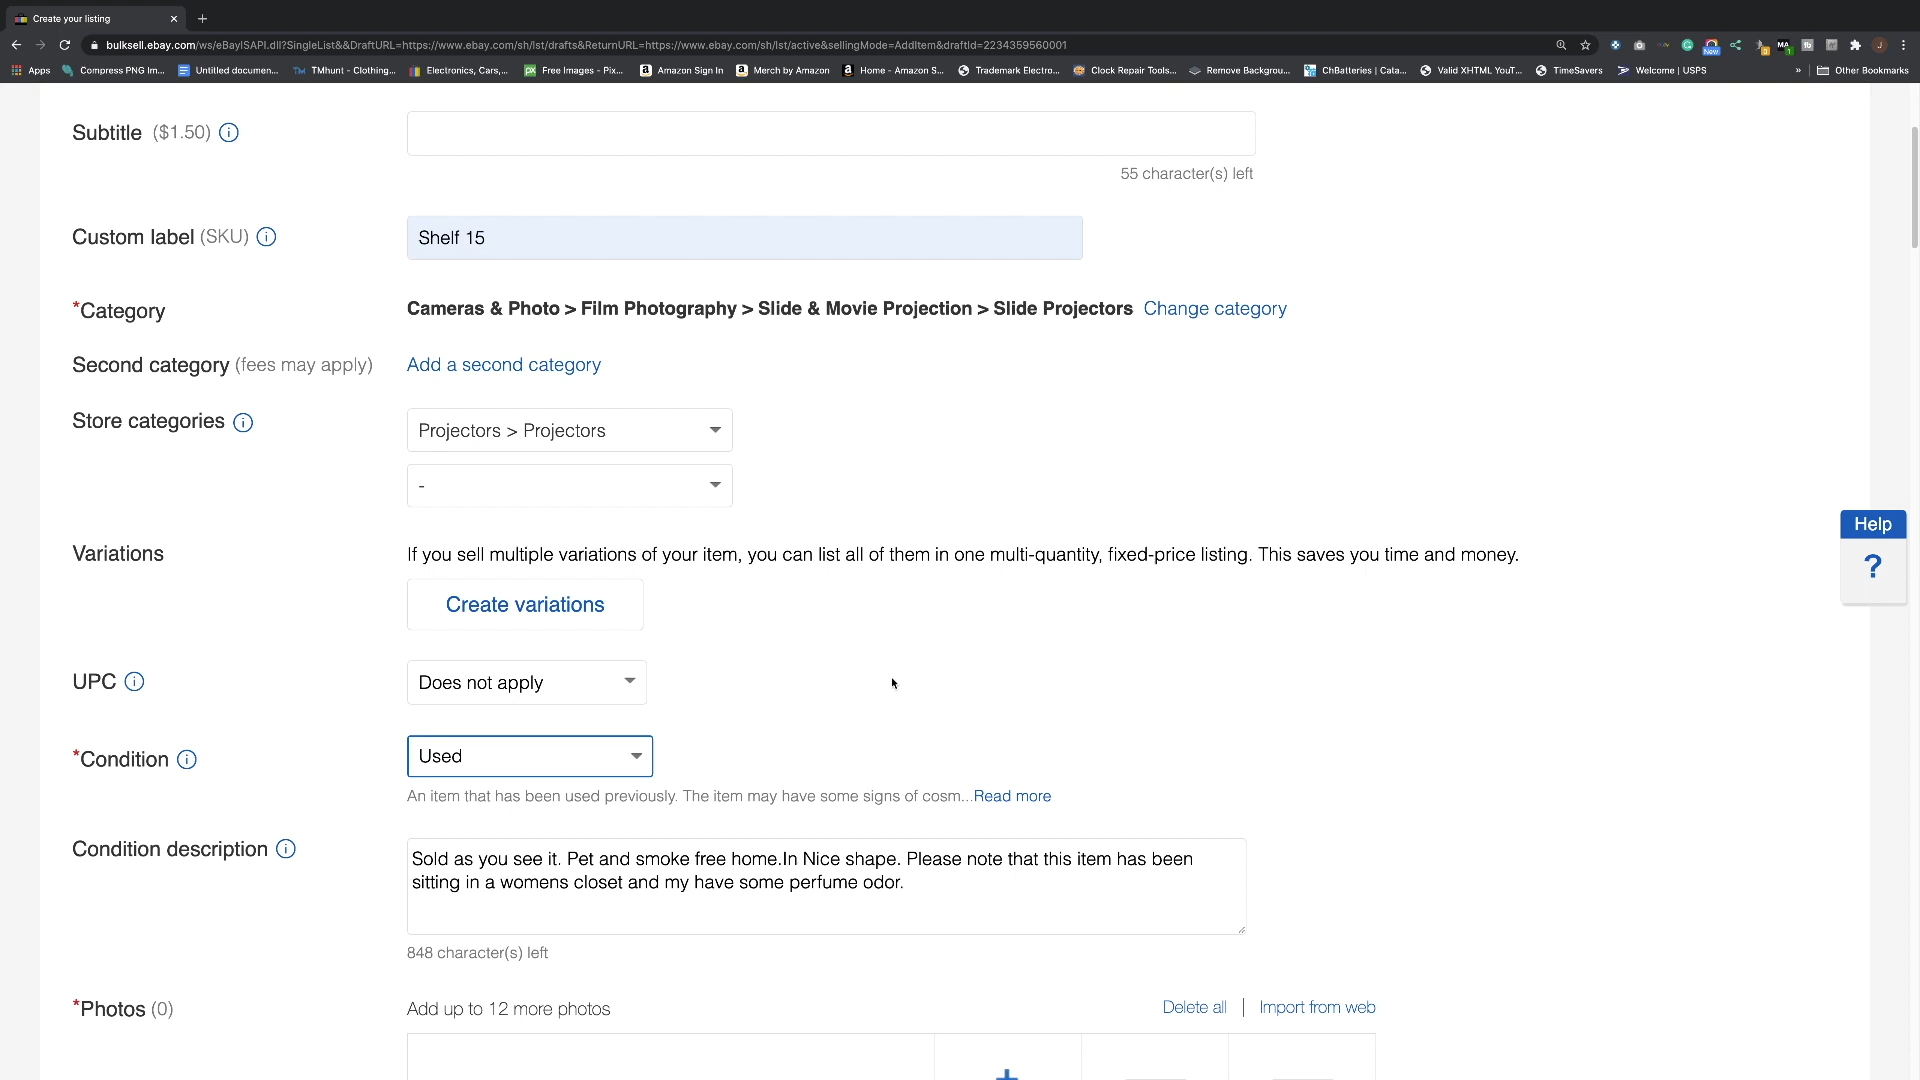 Create your listing
bulksell.ebay.com/ws/eBayISAPI.dll?SingleList&&DraftURL=https://www.ebay.com/sh/lst/drafts&ReturnURL=https://www.ebay.com/sh/lst/active&sellingMode=AddItem&draftId=2234359560001
Apps Compress PNG Im... Untitled documen... TMhunt - Clothing... Electronics, Cars,... Free Images - Pix... Amazon Sign In Merch by Amazon Home - Amazon S... Trademark Electro... Clock Repair Tools... Remove Backgrou... ChBatteries | Cata... Valid XHTML YouT... TimeSavers Welcome | USPS » Other Bookmarks
Subtitle ($1.50)
55 character(s) left
Custom label (SKU) Shelf 15
*Category Cameras & Photo > Film Photography > Slide & Movie Projection > Slide Projectors Change category
Second category (fees may apply) Add a second category
Store categories
Projectors > Projectors
-
Variations If you sell multiple variations of your item, you can list all of them in one multi-quantity, fixed-price listing. This saves you time and money.
Help
?
Create variations
UPC Does not apply
*Condition Used
An item that has been used previously. The item may have some signs of cosm...Read more
Condition description
Sold as you see it. Pet and smoke free home.In Nice shape. Please note that this item has been
sitting in a womens closet and my have some perfume odor.
848 character(s) left
*Photos (0) Add up to 12 more photos Delete all | Import from web